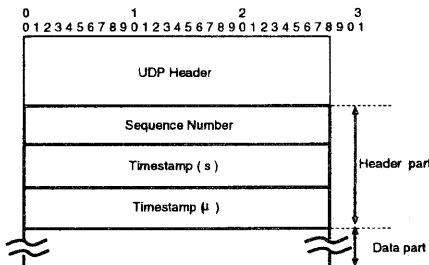 0 1 2 3
0 1 2 3 4 5 6 7 8 9 0 1 2 3 4 5 6 7 8 9 0 1 2 3 4 5 6 7 8 9 0 1
UDP Header
Sequence Number
Timestamp ( s )
Header part
Timestamp (μ )
Data part